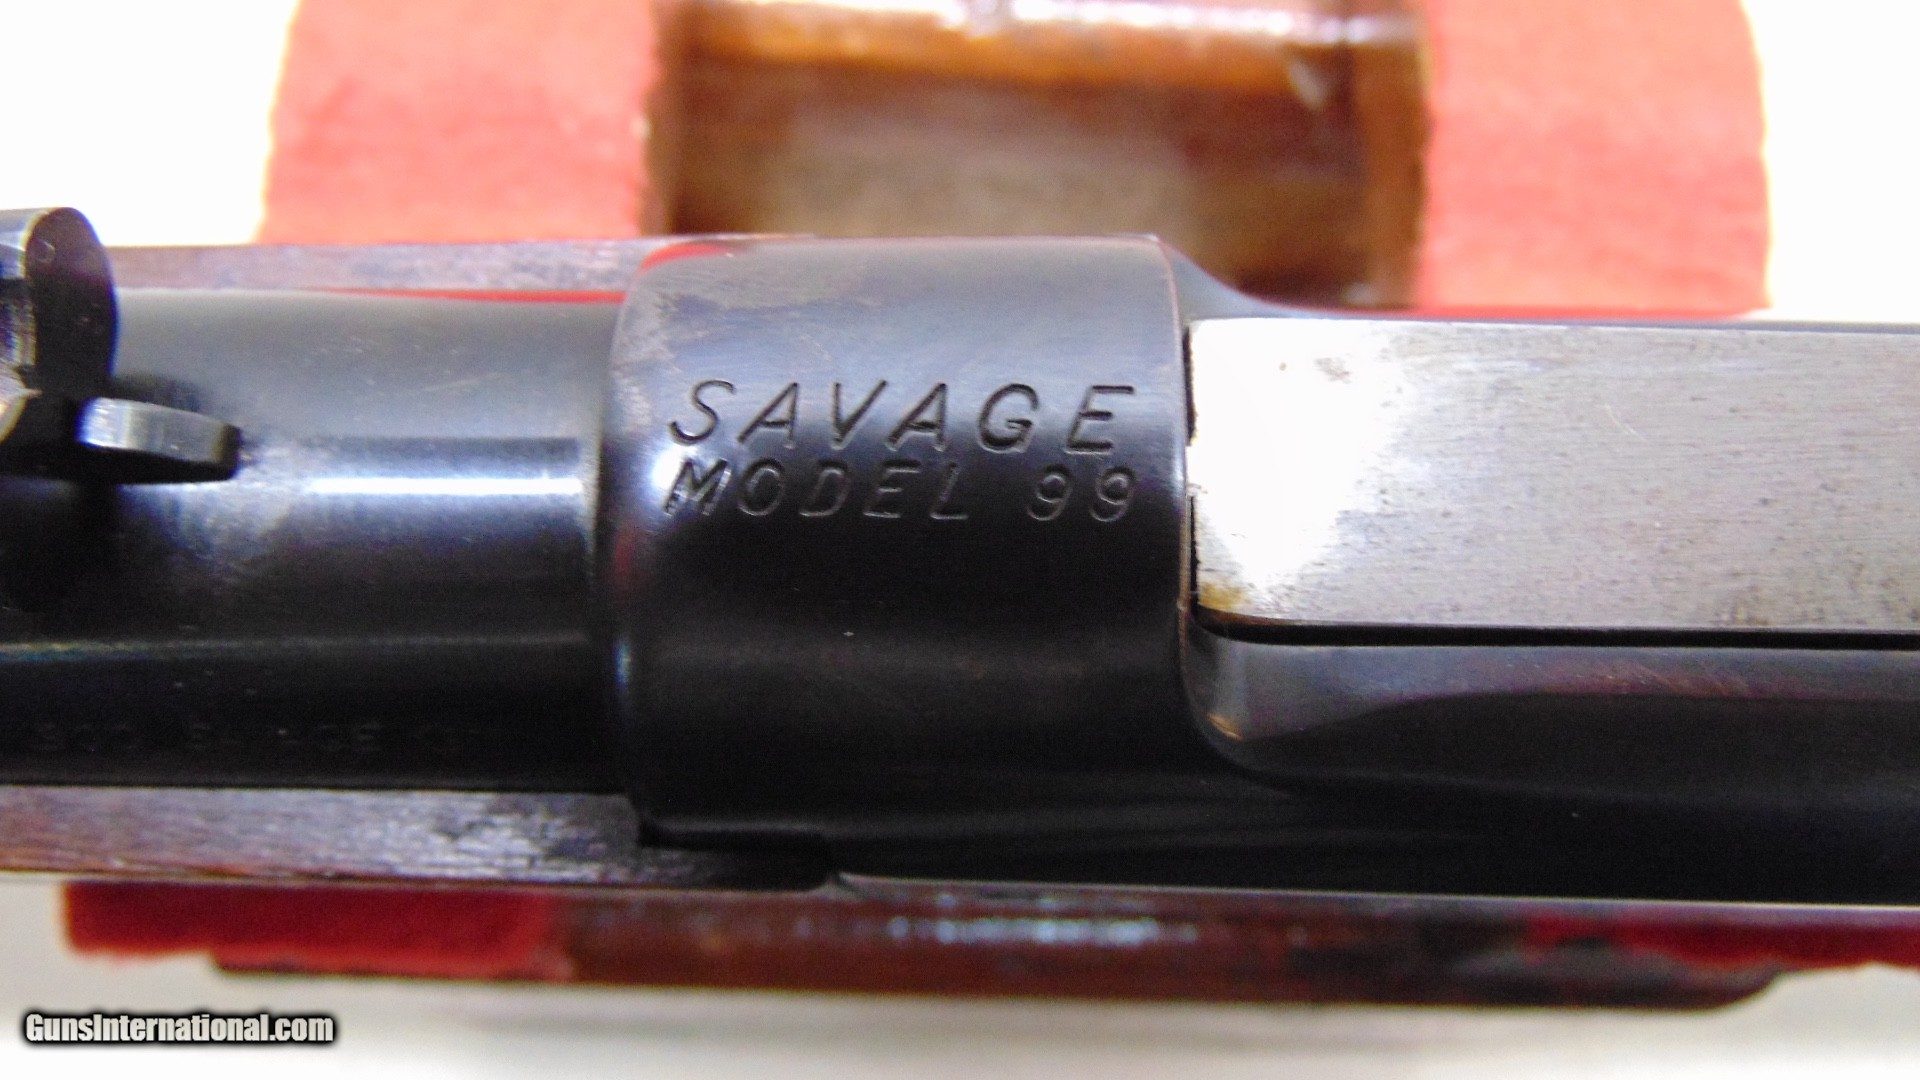 SAVAGE
MODEL 99
GunsInternational.com